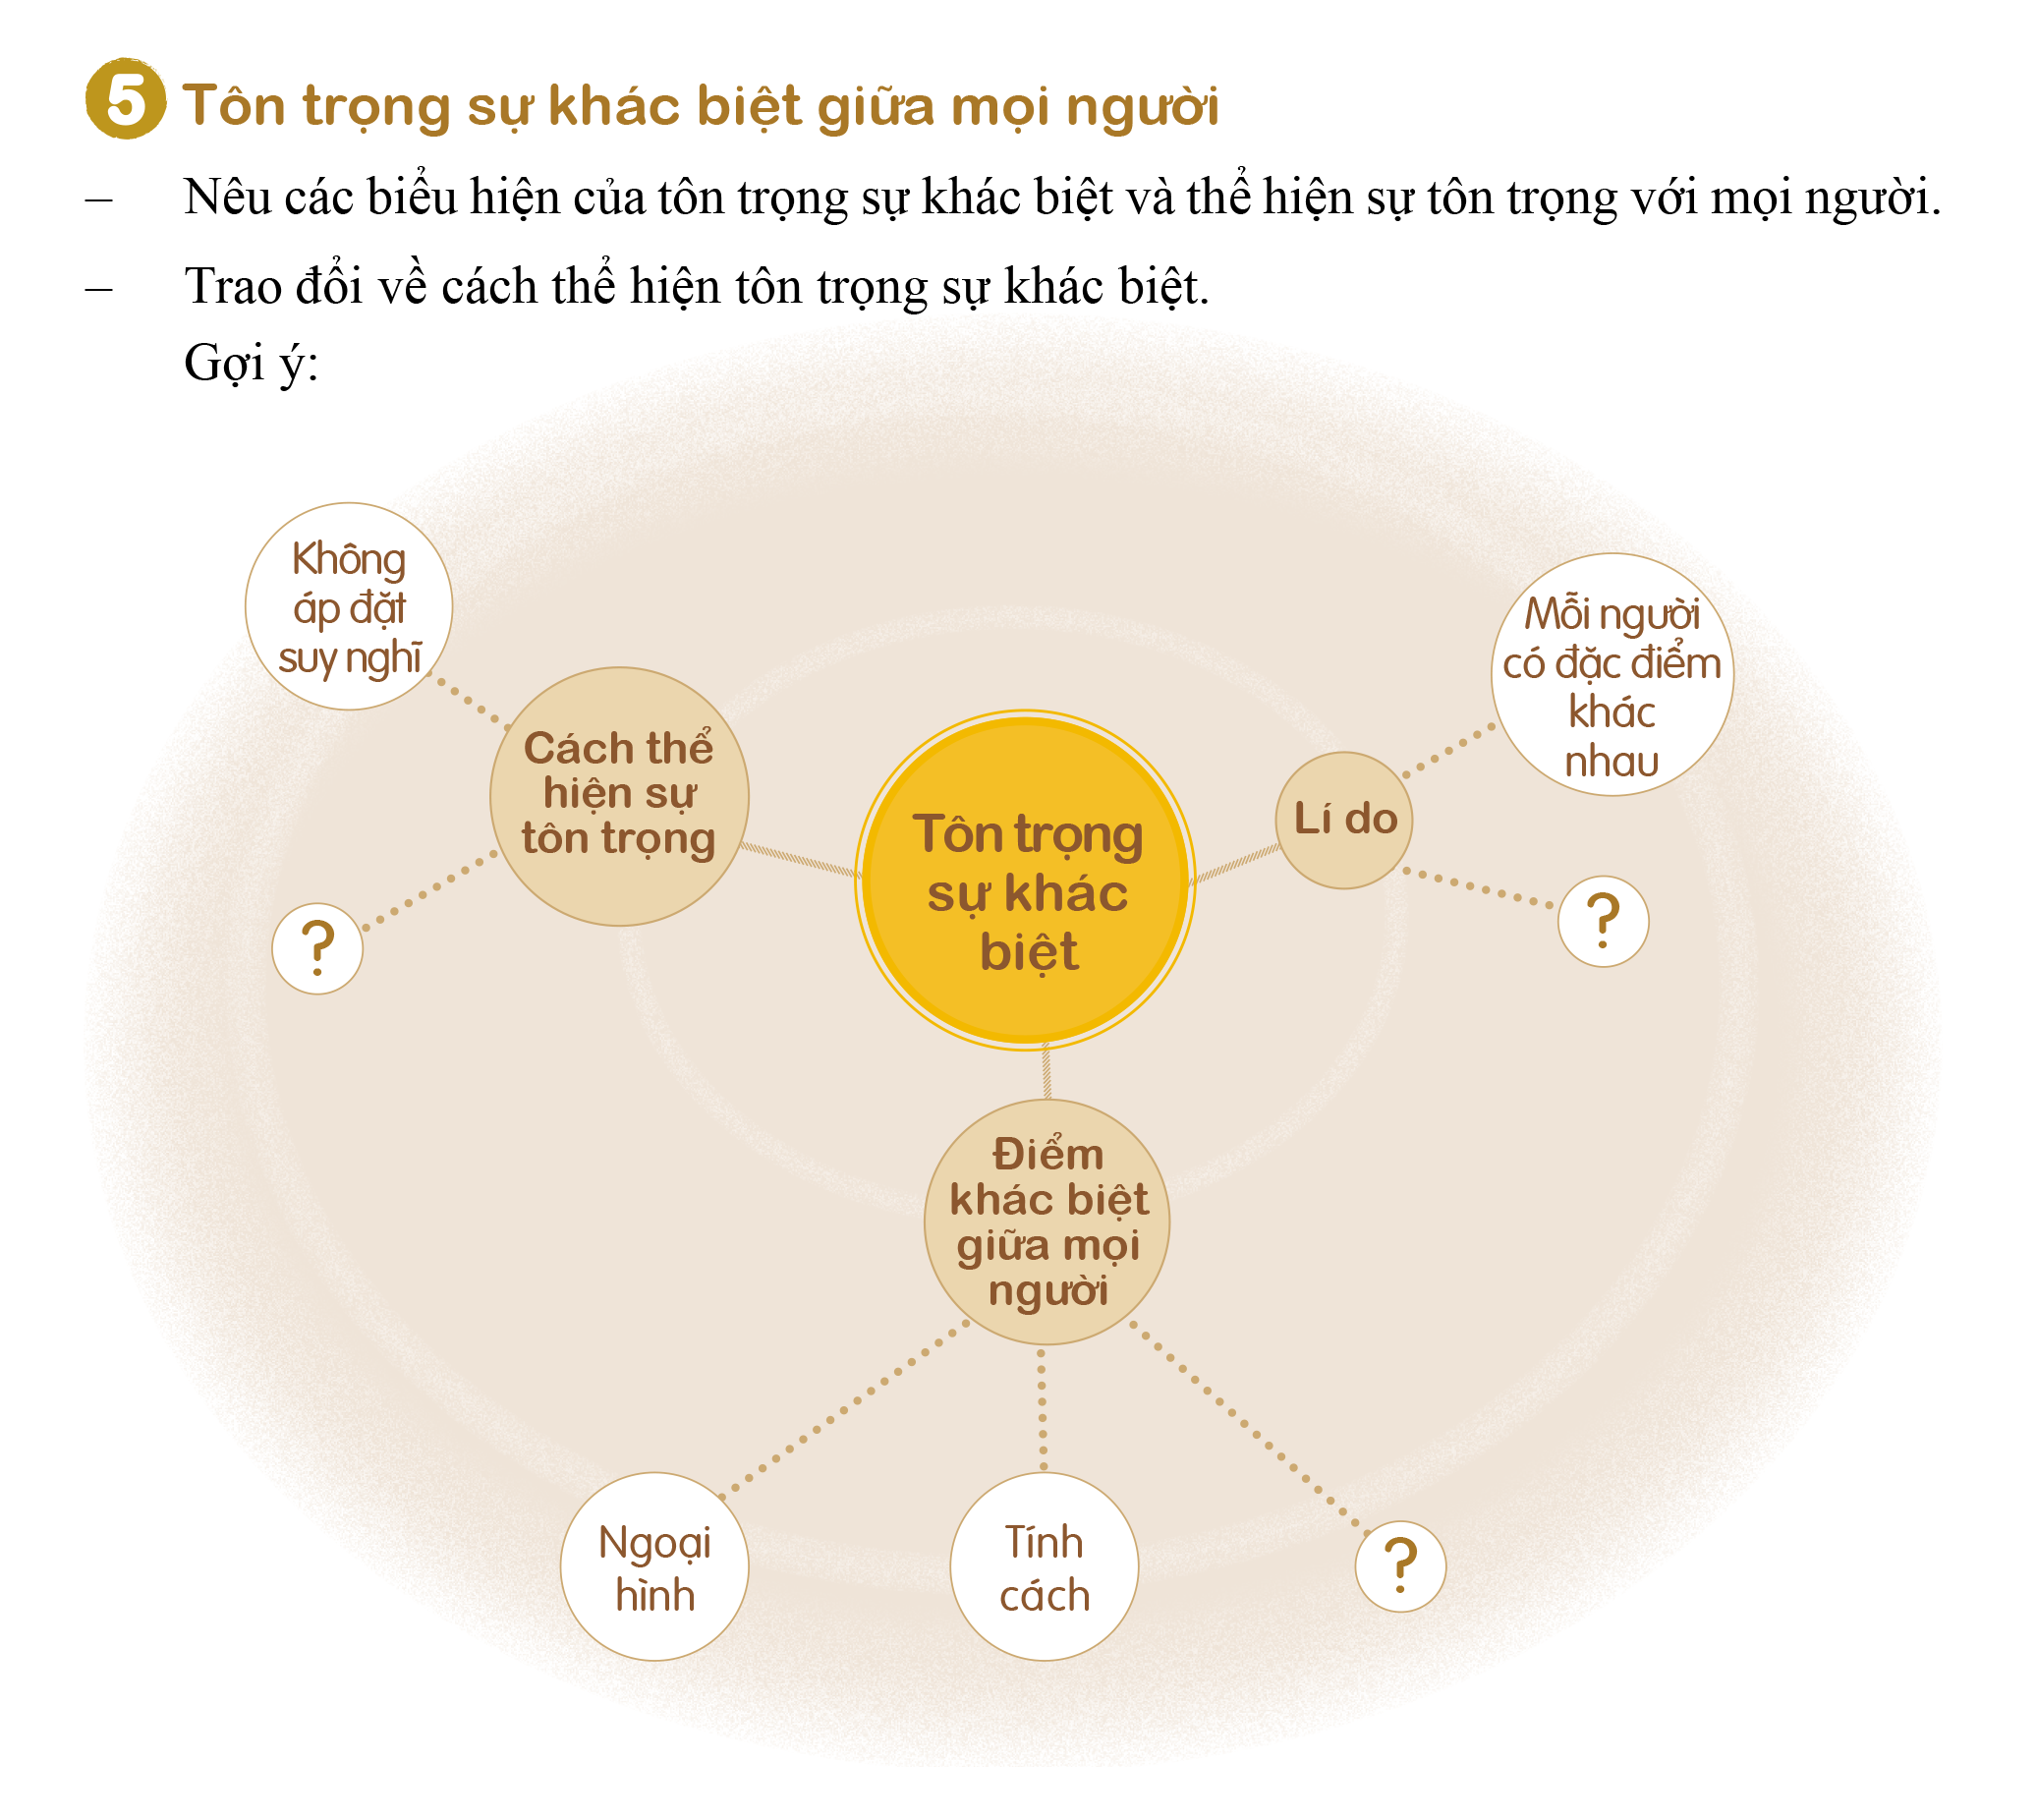 5 Tôn trọng sự khác biệt giữa mọi người
– Nêu các biểu hiện của tôn trọng sự khác biệt và thể hiện sự tôn trọng với mọi người.
– Trao đổi về cách thể hiện tôn trọng sự khác biệt.
Gợi ý:
Không
áp đặt
suy nghĩ
Cách thể
hiện sự
tôn trọng
?
Tôn trọng
sự khác
biệt
Lí do
Mỗi người
có đặc điểm
khác
nhau
?
Điểm
khác biệt
giữa mọi
người
Ngoại
hình
Tính
cách
?